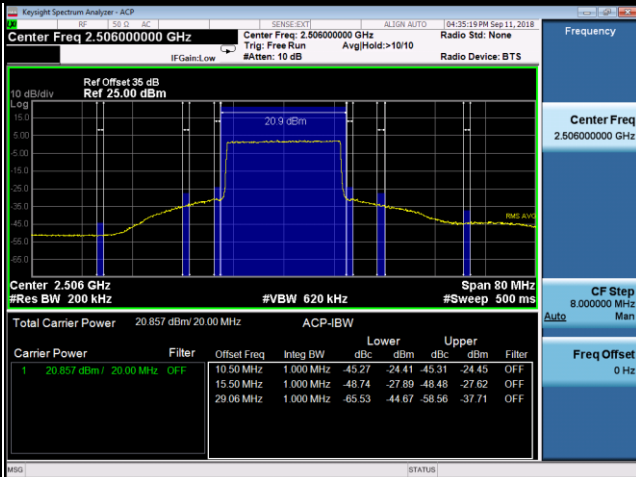 Keysight Spectrum Analyzer - ACP
RF 50 Ω AC SENSE:EXT ALIGN AUTO 04:35:19 PM Sep 11, 2018
Center Freq 2.506000000 GHz
Center Freq: 2.506000000 GHz Radio Std: None
Trig: Free Run Avg|Hold:>10/10
IFGain:Low #Atten: 10 dB Radio Device: BTS
Ref Offset 35 dB
10 dB/div Ref 25.00 dBm
Log
15.0
5.00
-5.00
-15.0
-25.0
-35.0
-45.0
-55.0
-65.0
20.9 dBm
RMS AVG
Center 2.506 GHz Span 80 MHz
#Res BW 200 kHz #VBW 620 kHz #Sweep 500 ms
Total Carrier Power 20.857 dBm/ 20.00 MHz ACP-IBW
Lower Upper
Carrier Power Filter Offset Freq Integ BW dBc dBm dBc dBm Filter
1 20.857 dBm / 20.00 MHz OFF
10.50 MHz 1.000 MHz -45.27 -24.41 -45.31 -24.45 OFF
15.50 MHz 1.000 MHz -48.74 -27.89 -48.48 -27.62 OFF
29.06 MHz 1.000 MHz -65.53 -44.67 -58.56 -37.71 OFF
MSG STATUS
Frequency
Center Freq
2.506000000 GHz
CF Step
8.000000 MHz
Auto Man
Freq Offset
0 Hz